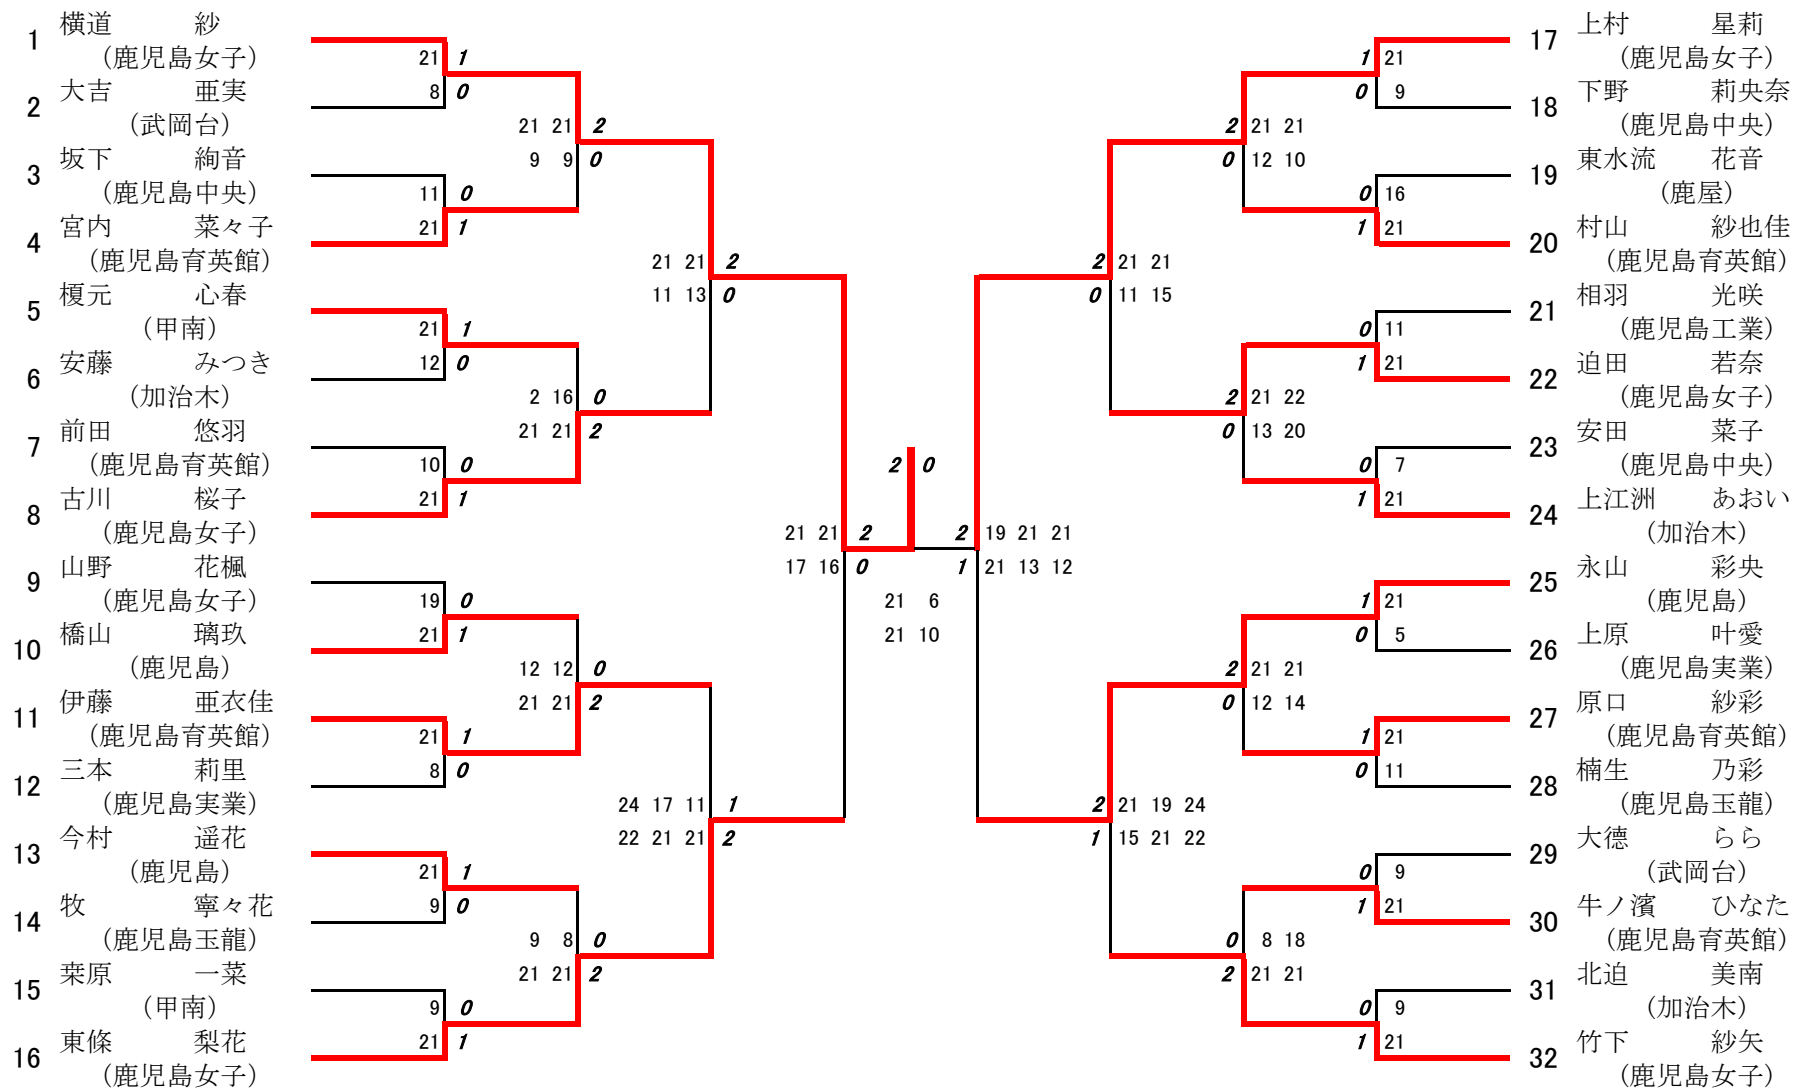 1 横道 紗
(鹿児島女子)
21 1
2 大吉 亜実
8 0
(武岡台)
21 21 2
9 9 0
3 坂下 絢音
(鹿児島中央)
11 0
4 宮内 菜々子
21 1
(鹿児島育英館)
21 21 2
11 13 0
5 榎元 心春
(甲南)
21 1
6 安藤 みつき
12 0
(加治木)
2 16 0
21 21 2
7 前田 悠羽
(鹿児島育英館)
10 0
8 古川 桜子
21 1
(鹿児島女子)
21 21 2
17 16 0
9 山野 花楓
(鹿児島女子)
19 0
10 橋山 璃玖
21 1
(鹿児島)
12 12 0
21 21 2
11 伊藤 亜衣佳
(鹿児島育英館)
21 1
12 三本 莉里
8 0
(鹿児島実業)
24 17 11 1
22 21 21 2
13 今村 遥花
(鹿児島)
21 1
14 牧 寧々花
9 0
(鹿児島玉龍)
9 8 0
21 21 2
15 桒原 一菜
(甲南)
9 0
16 東條 梨花
21 1
(鹿児島女子)
2 0
21 6
21 10
17 上村 星莉
(鹿児島女子)
1 21
18 下野 莉央奈
0 9
(鹿児島中央)
2 21 21
0 12 10
19 東水流 花音
(鹿屋)
0 16
20 村山 紗也佳
1 21
(鹿児島育英館)
2 21 21
0 11 15
21 相羽 光咲
(鹿児島工業)
0 11
22 迫田 若奈
1 21
(鹿児島女子)
2 21 22
0 13 20
23 安田 菜子
(鹿児島中央)
0 7
24 上江洲 あおい
1 21
(加治木)
2 19 21 21
1 21 13 12
25 永山 彩央
(鹿児島)
1 21
26 上原 叶愛
0 5
(鹿児島実業)
2 21 21
0 12 14
27 原口 紗彩
(鹿児島育英館)
1 21
28 楠生 乃彩
0 11
(鹿児島玉龍)
2 21 19 24
1 15 21 22
29 大德 らら
(武岡台)
0 9
30 牛ノ濱 ひなた
1 21
(鹿児島育英館)
0 8 18
2 21 21
31 北迫 美南
(加治木)
0 9
32 竹下 紗矢
1 21
(鹿児島女子)